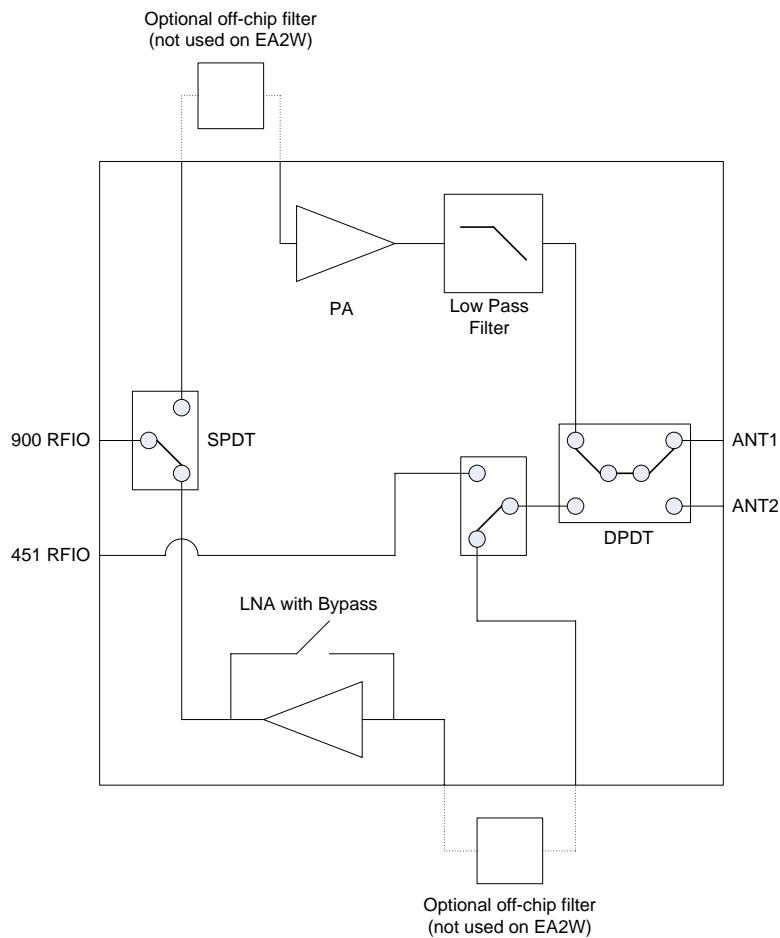 Optional off-chip filter
(not used on EA2W)
PA
Low Pass
Filter
900 RFIO
SPDT
ANT1
ANT2
DPDT
451 RFIO
LNA with Bypass
Optional off-chip filter
(not used on EA2W)